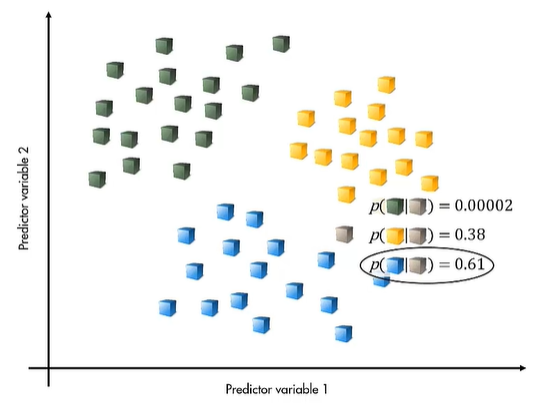 Predictor variable 2
p( | ) = 0.00002
p( | ) = 0.38
p( | ) = 0.61
Predictor variable 1